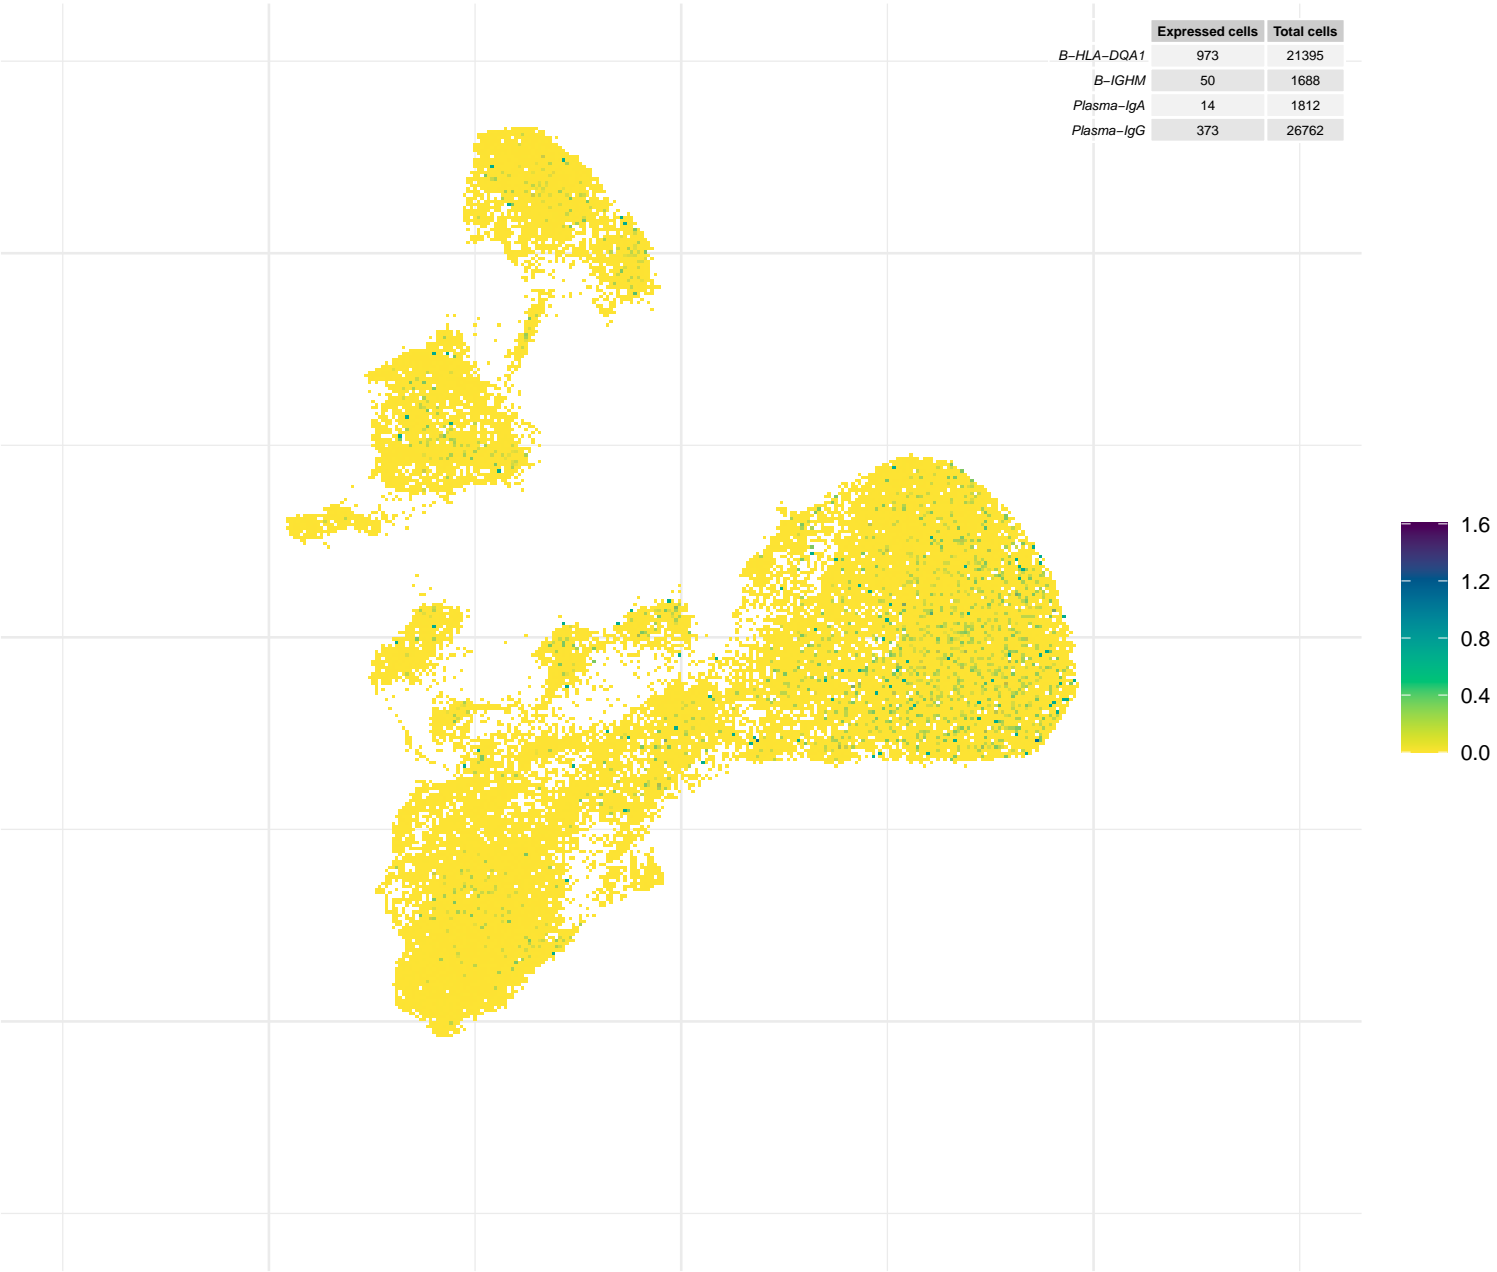 Expressed cells Total cells
B−HLA−DQA1 973 21395
B−IGHM 50 1688
Plasma−IgA 14 1812
Plasma−IgG 373 26762
1.6
1.2
0.8
0.4
0.0